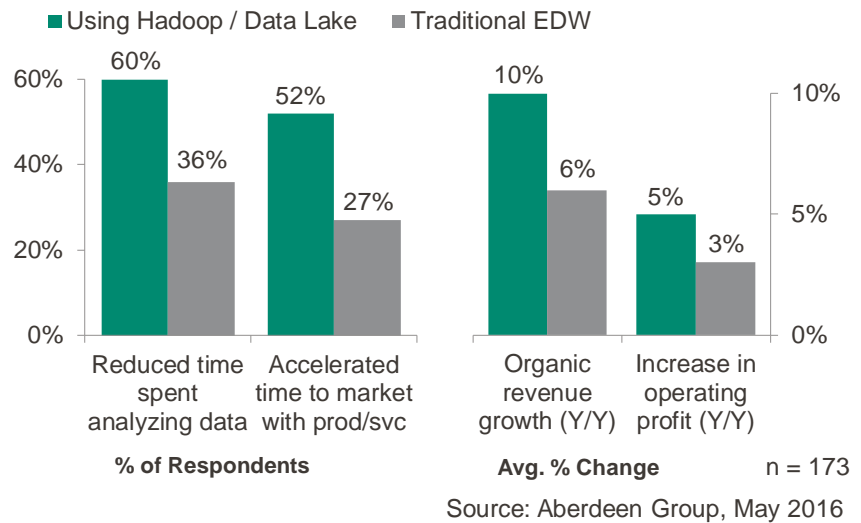 Using Hadoop / Data Lake
Traditional EDW
60%
40%
20%
0%
60%
36%
52%
27%
Reduced time
spent
analyzing data
Accelerated
time to market
with prod/svc
% of Respondents
10%
6%
5%
3%
10%
5%
0%
Organic
revenue
growth (Y/Y)
Increase in
operating
profit (Y/Y)
Avg. % Change
n = 173
Source: Aberdeen Group, May 2016